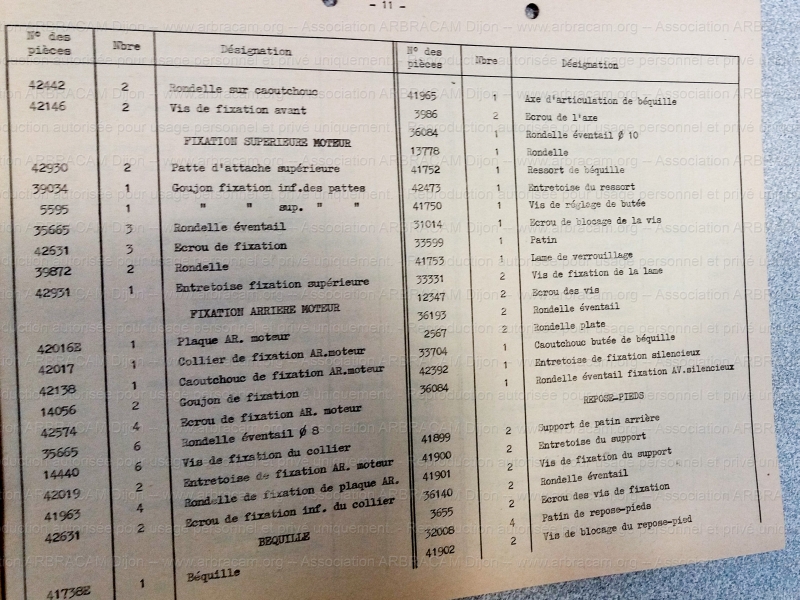 - 11 -
N° des pièces Nbre Désignation
42442 2 Rondelle sur caoutchouc
42146 2 Vis de fixation avant
FIXATION SUPERIEURE MOTEUR
42930 2 Patte d'attache supérieure
39034 1 Goujon fixation inf.des pattes
5595 1 " " sup. " "
35665 3 Rondelle éventail
42631 3 Ecrou de fixation
39872 2 Rondelle
42931 1 Entretoise fixation supérieure
FIXATION ARRIERE MOTEUR
42016E 1 Plaque AR. moteur
42017 1 Collier de fixation AR.moteur
42138 1 Caoutchouc de fixation AR.moteur
14056 2 Goujon de fixation
42574 4 Ecrou de fixation AR. moteur
35665 6 Rondelle éventail Ø 8
14440 6 Vis de fixation du collier
42019 2 Entretoise de fixation AR. moteur
41963 4 Rondelle de fixation de plaque AR.
42631 2 Ecrou de fixation inf. du collier
BEQUILLE
41738E 1 Béquille
N° des pièces Nbre Désignation
41965 1 Axe d'articulation de béquille
3986 2 Ecrou de l'axe
36084 1 Rondelle éventail Ø 10
13778 1 Rondelle
41752 1 Ressort de béquille
42473 1 Entretoise du ressort
41750 1 Vis de réglage de butée
31014 1 Ecrou de blocage de la vis
33599 1 Patin
41753 1 Lame de verrouillage
33331 2 Vis de fixation de la lame
12347 2 Ecrou des vis
36193 2 Rondelle éventail
2567 2 Rondelle plate
33704 1 Caoutchouc butée de béquille
42392 1 Entretoise de fixation silencieux
36084 1 Rondelle éventail fixation AV.silencieux
REPOSE-PIEDS
41899 2 Support de patin arrière
41900 2 Entretoise du support
41901 2 Vis de fixation du support
36140 2 Rondelle éventail
3655 2 Ecrou des vis de fixation
32008 4 Patin de repose-pieds
41902 2 Vis de blocage du repose-pied
ARBRACAM Dijon – www.arbracam.org – Association ARBRACAM Dijon – www.arbracam.org